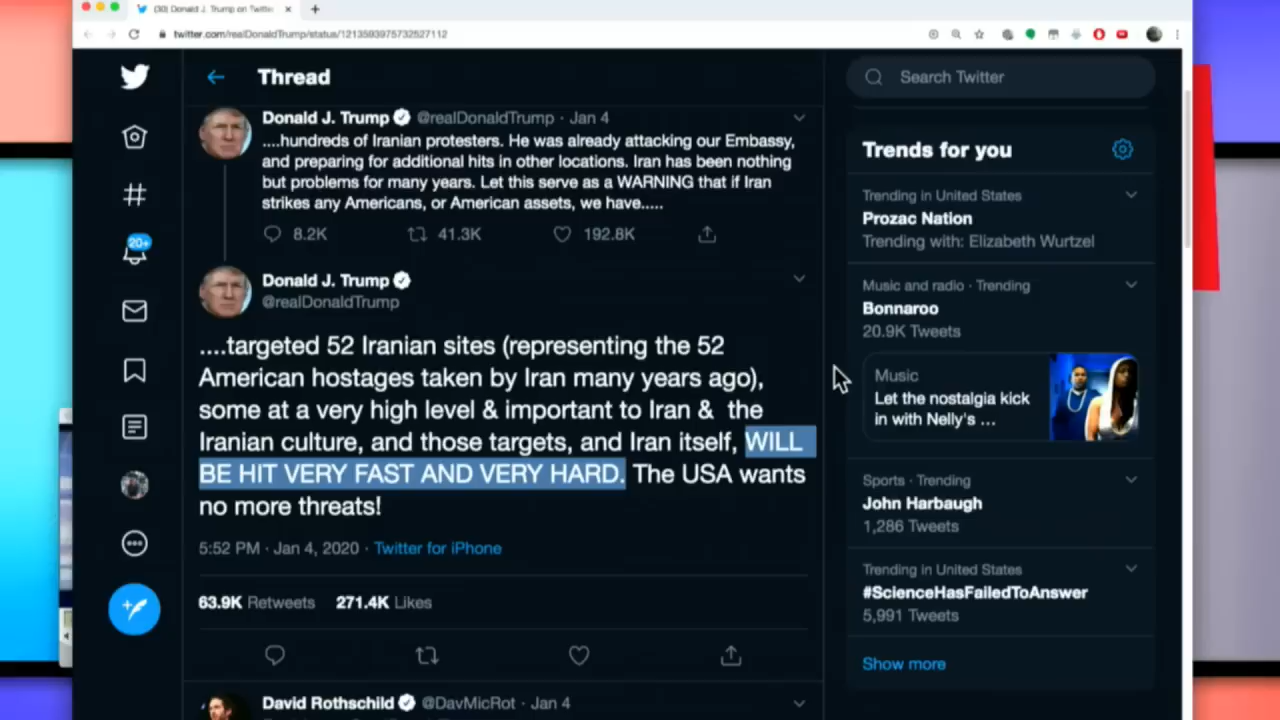 (30) Donald J. Trump on Twitte
twitter.com/realDonaldTrump/status/1213593975732527112
Thread
Search Twitter
Donald J. Trump @realDonaldTrump · Jan 4
....hundreds of Iranian protesters. He was already attacking our Embassy,
and preparing for additional hits in other locations. Iran has been nothing
but problems for many years. Let this serve as a WARNING that if Iran
strikes any Americans, or American assets, we have.....
8.2K 41.3K 192.8K
20+
Donald J. Trump
@realDonaldTrump
....targeted 52 Iranian sites (representing the 52
American hostages taken by Iran many years ago),
some at a very high level & important to Iran &  the
Iranian culture, and those targets, and Iran itself, WILL
BE HIT VERY FAST AND VERY HARD. The USA wants
no more threats!
5:52 PM · Jan 4, 2020 · Twitter for iPhone
63.9K Retweets 271.4K Likes
David Rothschild @DavMicRot · Jan 4
Trends for you
Trending in United States
Prozac Nation
Trending with: Elizabeth Wurtzel
Music and radio · Trending
Bonnaroo
20.9K Tweets
Music
Let the nostalgia kick
in with Nelly's ...
Sports · Trending
John Harbaugh
1,286 Tweets
Trending in United States
#ScienceHasFailedToAnswer
5,991 Tweets
Show more